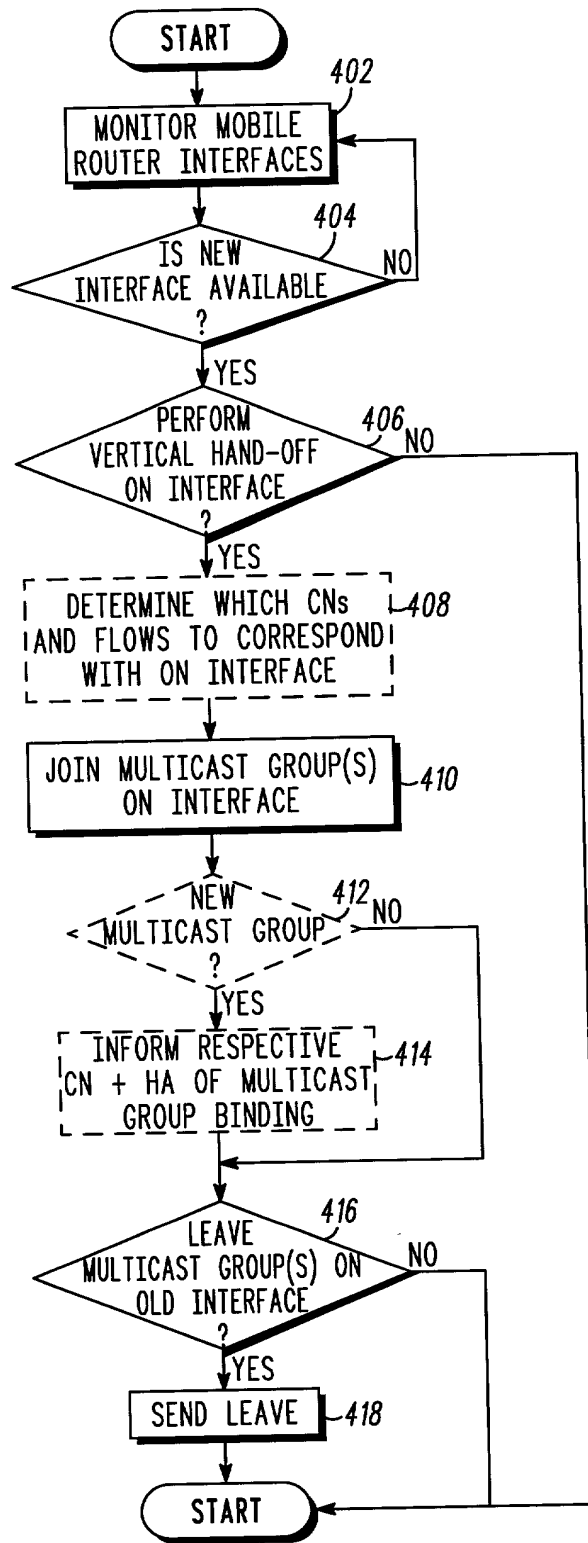 START
402
MONITOR MOBILE
ROUTER INTERFACES
404
IS NEW
INTERFACE AVAILABLE
?
NO
YES
406
PERFORM
VERTICAL HAND-OFF
ON INTERFACE
?
NO
YES
DETERMINE WHICH CNs
AND FLOWS TO CORRESPOND
WITH ON INTERFACE
408
JOIN MULTICAST GROUP(S)
ON INTERFACE
410
412
NEW
MULTICAST GROUP
?
NO
YES
INFORM RESPECTIVE
CN + HA OF MULTICAST
GROUP BINDING
414
416
LEAVE
MULTICAST GROUP(S) ON
OLD INTERFACE
?
NO
YES
SEND LEAVE
418
START